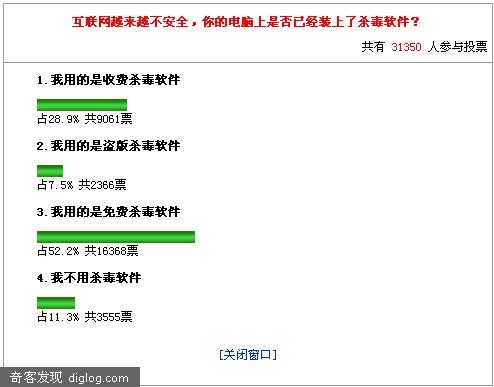 互联网越来越不安全，你的电脑上是否已经装上了杀毒软件？
共有 31350 人参与投票
1.我用的是收费杀毒软件
占28.9% 共9061票
2.我用的是盗版杀毒软件
占7.5% 共2366票
3.我用的是免费杀毒软件
占52.2% 共16368票
4.我不用杀毒软件
占11.3% 共3555票
[关闭窗口]
奇客发现 diglog.com